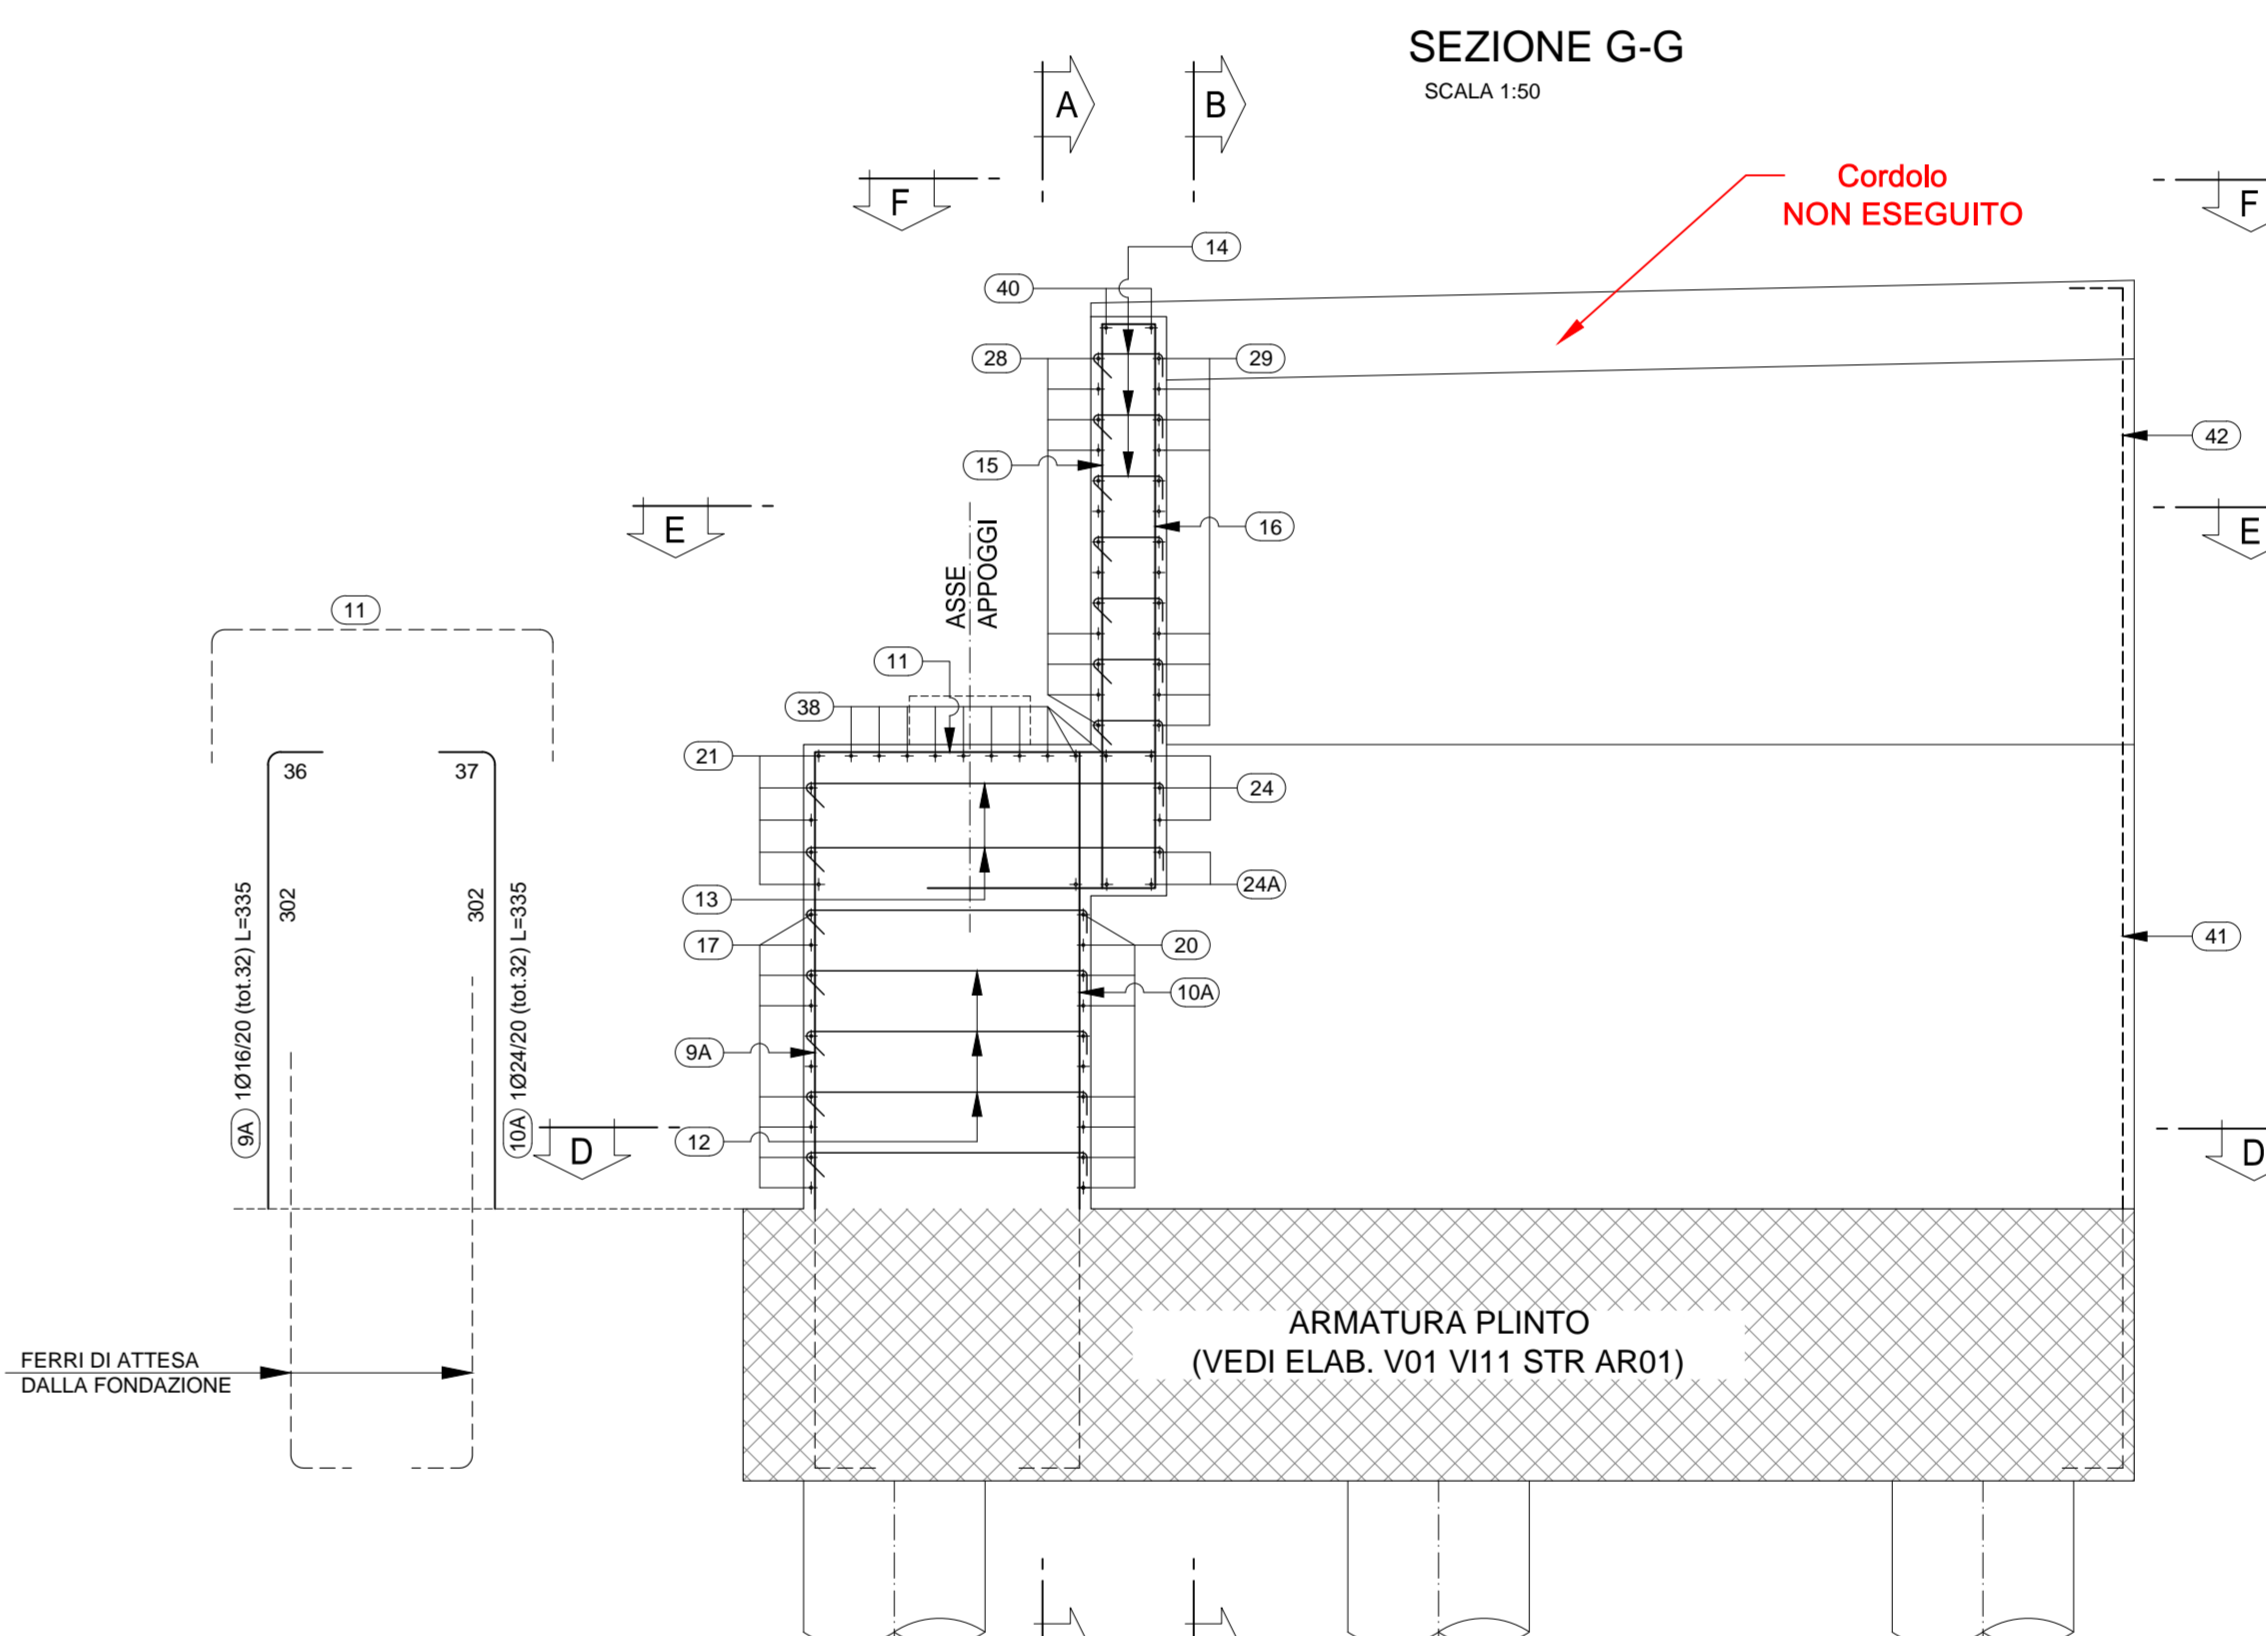 SEZIONE G-G
SCALA 1:50
A
B
F
F
Cordolo
NON ESEGUITO
14
40
28
29
42
15
16
E
E
ASSE
APPOGGI
11
11
38
21
36
37
24
24A
13
302
302
9A 1Ø16/20 (tot.32) L=335
10A 1Ø24/20 (tot.32) L=335
17
20
41
10A
9A
12
D
D
ARMATURA PLINTO
(VEDI ELAB. V01 VI11 STR AR01)
FERRI DI ATTESA
DALLA FONDAZIONE